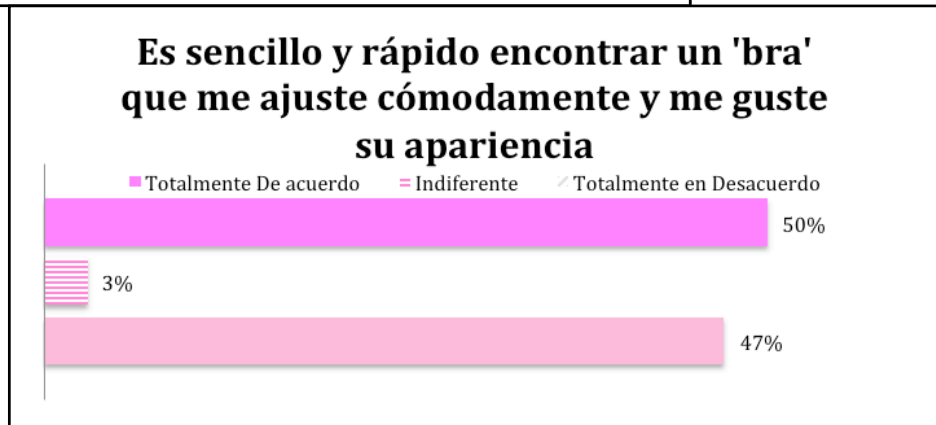 Es sencillo y rápido encontrar un 'bra'
que me ajuste cómodamente y me guste
su apariencia
Totalmente De acuerdo Indiferente Totalmente en Desacuerdo
50%
3%
47%